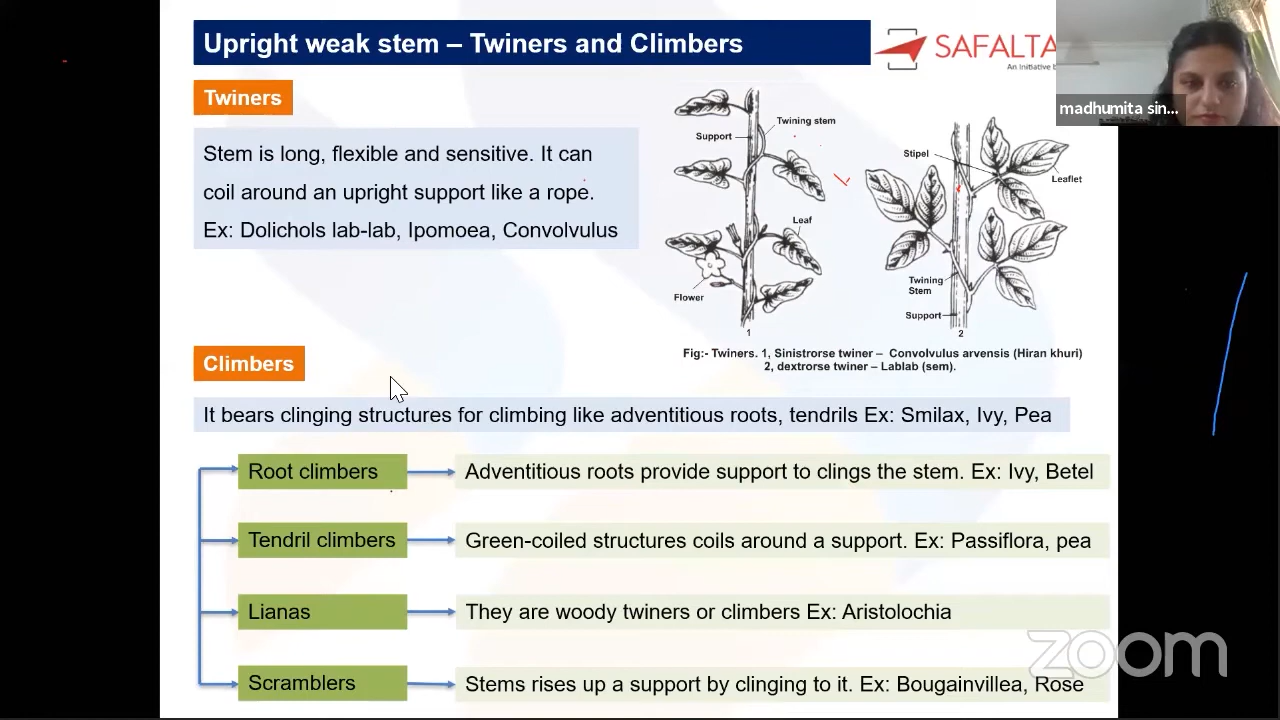 Upright weak stem – Twiners and Climbers
SAFALTA
An Initiative b
madhumita sin...
Twiners
Stem is long, flexible and sensitive. It can
coil around an upright support like a rope.
Ex: Dolichols lab-lab, Ipomoea, Convolvulus
Support
Twining stem
Leaf
Flower
1
Stipel
Leaflet
Twining
Stem
Support
2
Fig:- Twiners. 1, Sinistrorse twiner – Convolvulus arvensis (Hiran khuri)
2, dextrorse twiner – Lablab (sem).
Climbers
It bears clinging structures for climbing like adventitious roots, tendrils Ex: Smilax, Ivy, Pea
Root climbers
Adventitious roots provide support to clings the stem. Ex: Ivy, Betel
Tendril climbers
Green-coiled structures coils around a support. Ex: Passiflora, pea
Lianas
They are woody twiners or climbers Ex: Aristolochia
Scramblers
Stems rises up a support by clinging to it. Ex: Bougainvillea, Rose
zoom